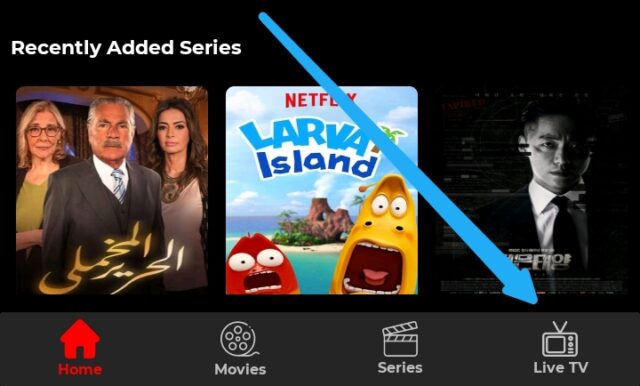 Recently Added Series
NETFLIX
LARVA
Island
الحرير المخملي
Home
Movies
Series
Live TV